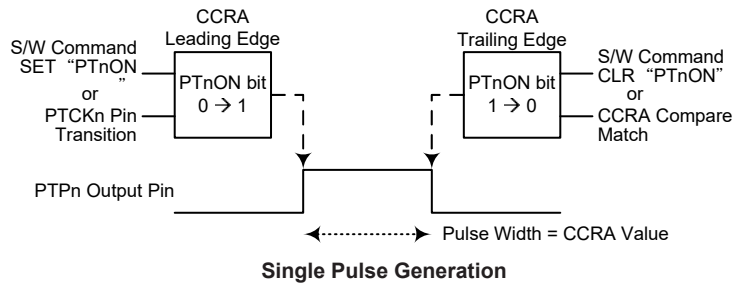 CCRA
Leading Edge
S/W Command
SET “PTnON
”
or
PTCKn Pin
Transition
PTnON bit
0 → 1
CCRA
Trailing Edge
PTnON bit
1 → 0
S/W Command
CLR “PTnON”
or
CCRA Compare
Match
PTPn Output Pin
Pulse Width = CCRA Value
Single Pulse Generation